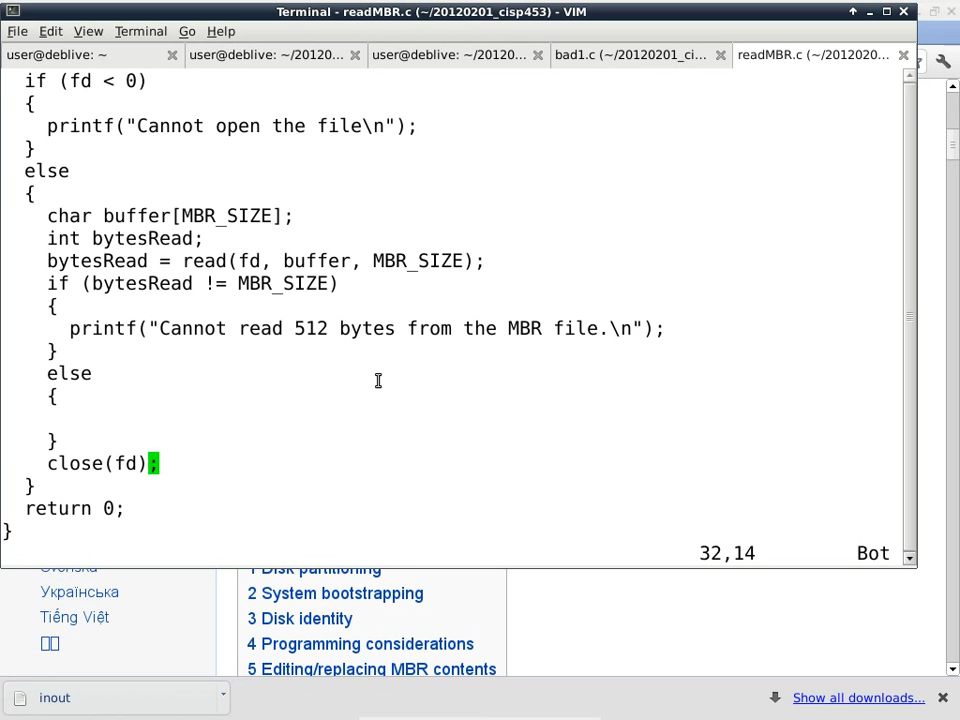 Terminal - readMBR.c (~/20120201_cisp453) - VIM
File Edit View Terminal Go Help
user@deblive: ~ user@deblive: ~/20120... user@deblive: ~/20120... bad1.c (~/20120201_ci... readMBR.c (~/2012020...
if (fd < 0)
{
printf("Cannot open the file\n");
}
else
{
char buffer[MBR_SIZE];
int bytesRead;
bytesRead = read(fd, buffer, MBR_SIZE);
if (bytesRead != MBR_SIZE)
{
printf("Cannot read 512 bytes from the MBR file.\n");
}
else
{
}
close(fd);
}
return 0;
}
32,14 Bot
Svenska
Українська
Tiếng Việt
1 Disk partitioning
2 System bootstrapping
3 Disk identity
4 Programming considerations
5 Editing/replacing MBR contents
inout
Show all downloads...